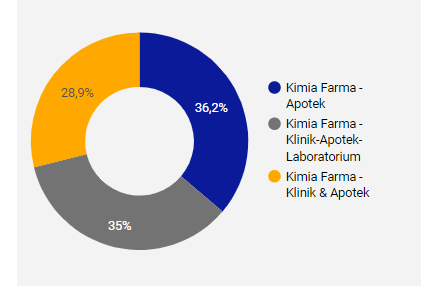 36,2%
35%
28,9%
Kimia Farma -
Apotek
Kimia Farma -
Klinik-Apotek-
Laboratorium
Kimia Farma -
Klinik & Apotek